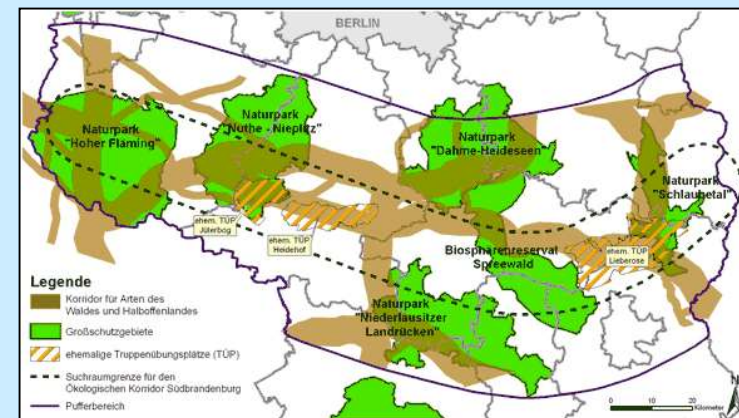 BERLIN
Naturpark
"Hoher Fläming"
Naturpark
"Nuthe - Nieplitz"
Naturpark
"Dahme-Heideseen"
Naturpark
"Schlaubetal"
ehem. TÜP
Jüterbog
ehem. TÜP
Heidehof
Biosphärenreservat
Spreewald
ehem. TÜP
Lieberose
Naturpark
"Niederlausitzer
Landrücken"
Legende
Korridor für Arten des
Waldes und Halboffenlandes
Großschutzgebiete
ehemalige Truppenübungsplätze (TÜP)
Suchraumgrenze für den
Ökologischen Korridor Südbrandenburg
Pufferbereich
0 10 20
Kilometer
N